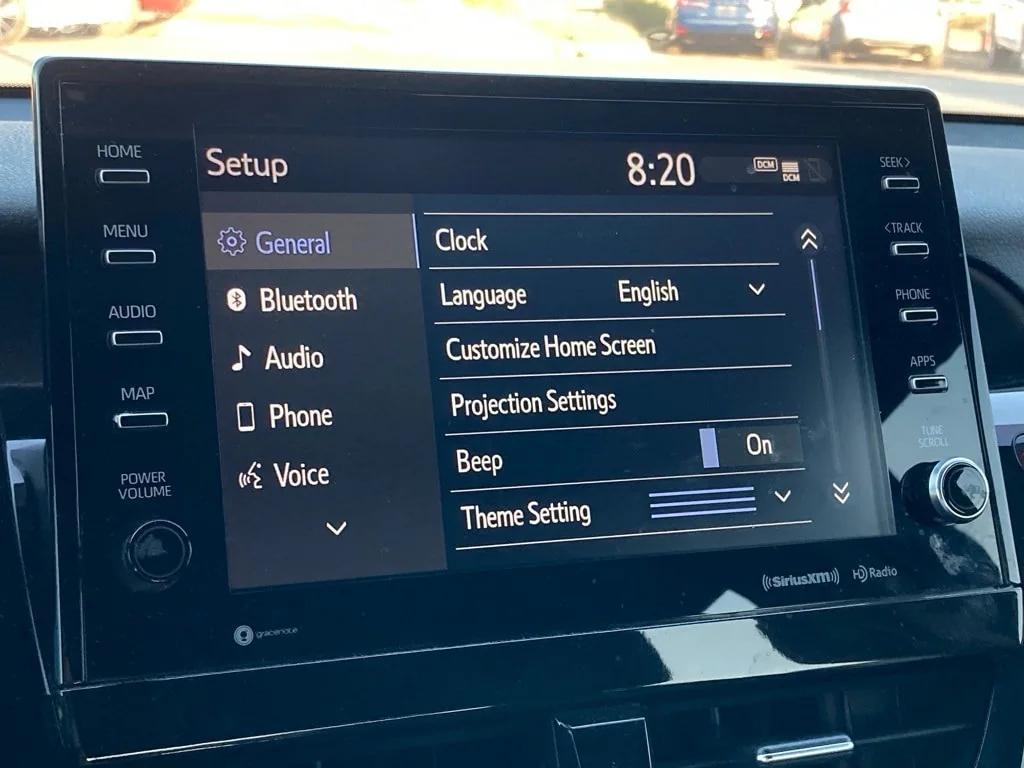 HOME
MENU
AUDIO
MAP
POWER
VOLUME
Setup
8:20
DCM
DCM
General
Bluetooth
Audio
Phone
Voice
Clock
Language English
Customize Home Screen
Projection Settings
Beep On
Theme Setting
SEEK>
<TRACK
PHONE
APPS
TUNE
SCROLL
gracenote
((SiriusXM))
HD Radio